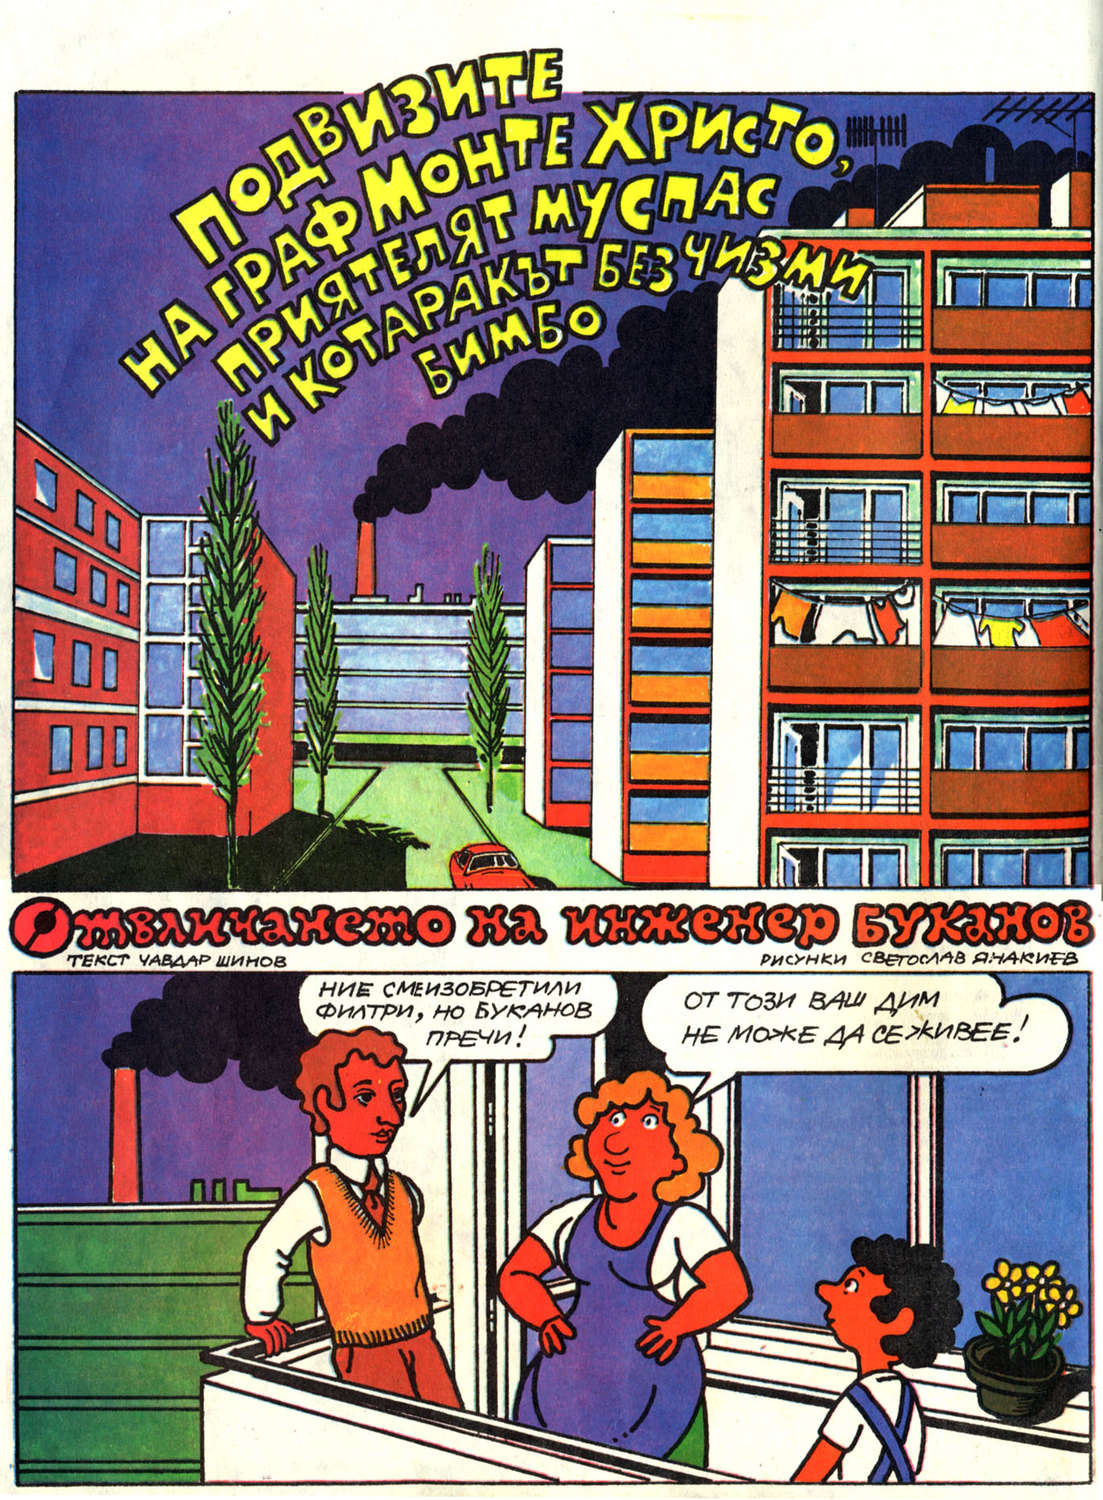 ПОДВИЗИТЕ
НА ГРАФ МОНТЕ ХРИСТО,
ПРИЯТЕЛЯТ МУ СПАС
И КОТАРАКЪТ БЕЗ ЧИЗМИ
БИМБО
ОТВЛИЧАНЕТО НА ИНЖЕНЕР БУКАНОВ
ТЕКСТ ЧАВДАР ШИНОВ
РИСУНКИ СВЕТОСЛАВ ЯНАКИЕВ
НИЕ СМЕ ИЗОБРЕТИЛИ
ФИЛТРИ, НО БУКАНОВ
ПРЕЧИ!
ОТ ТОЗИ ВАШ ДИМ
НЕ МОЖЕ ДА СЕ ЖИВЕЕ!